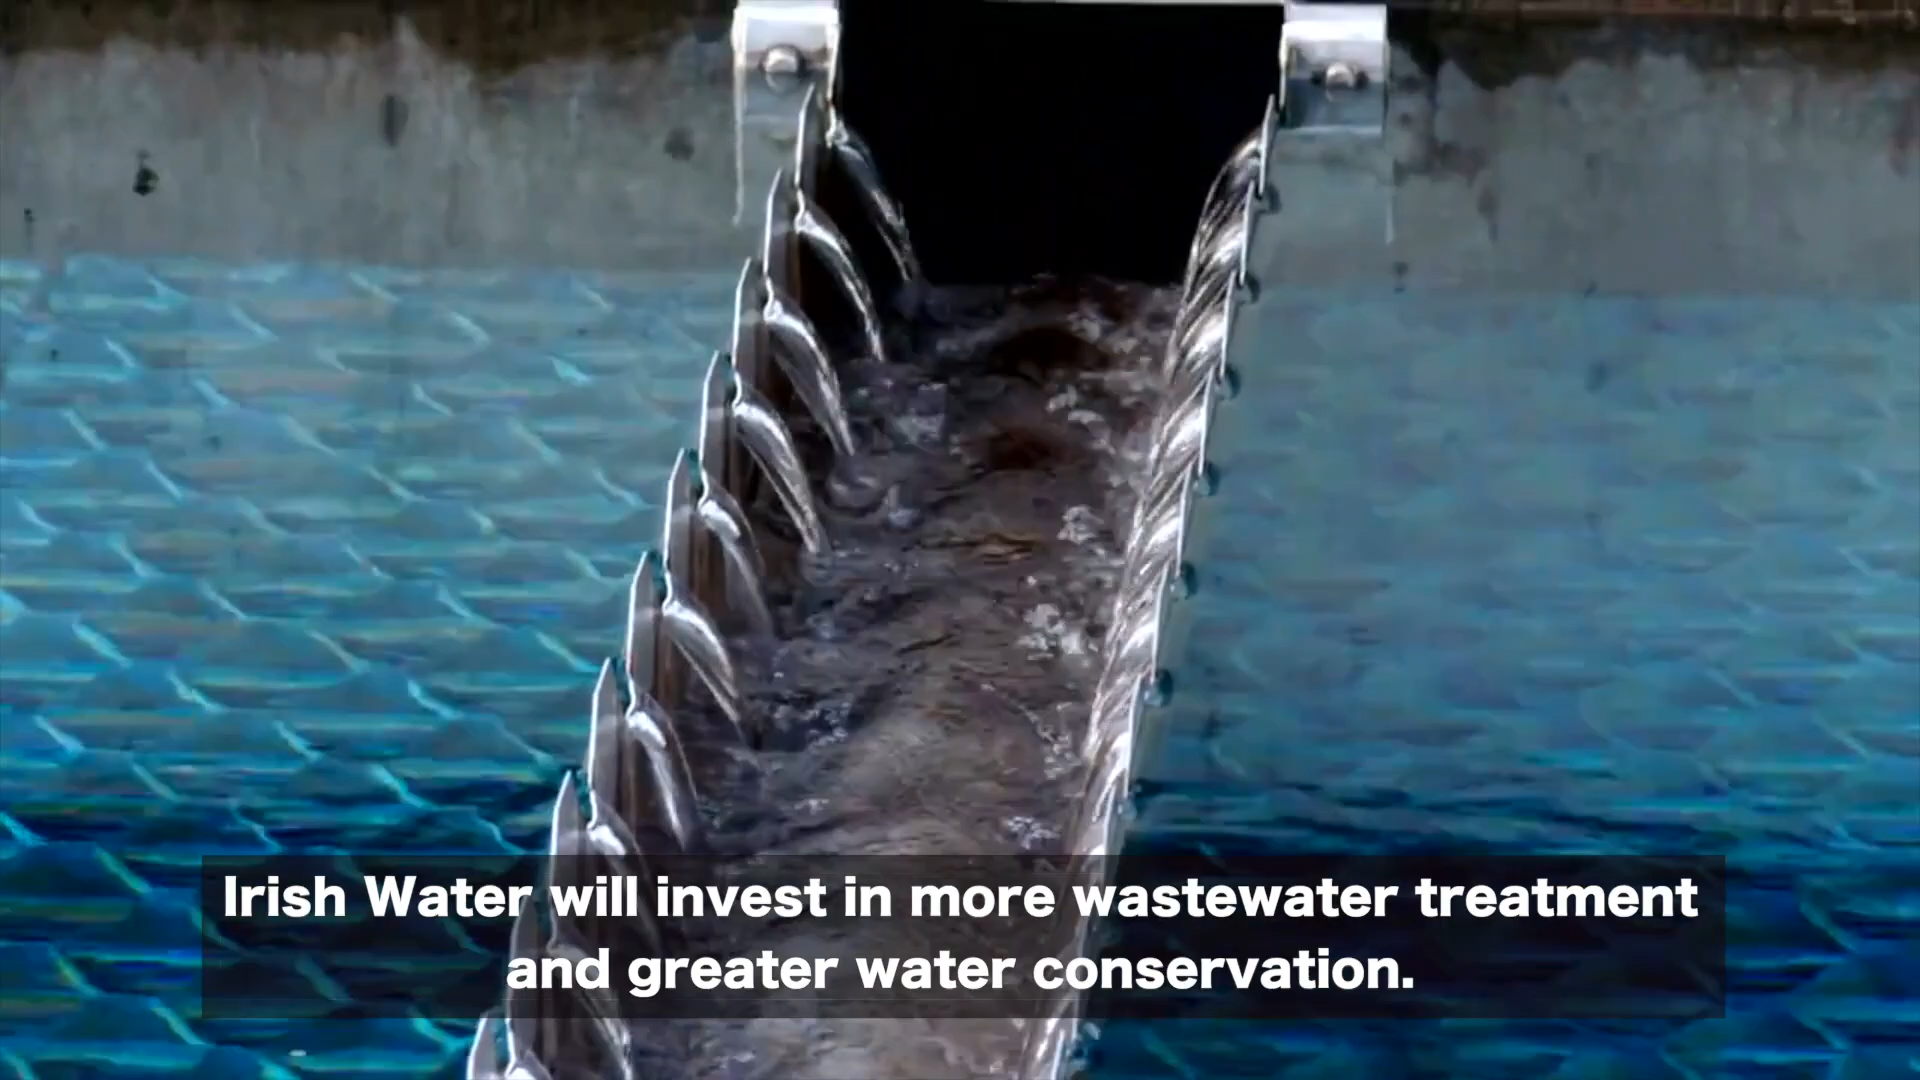 Irish Water will invest in more wastewater treatment
and greater water conservation.